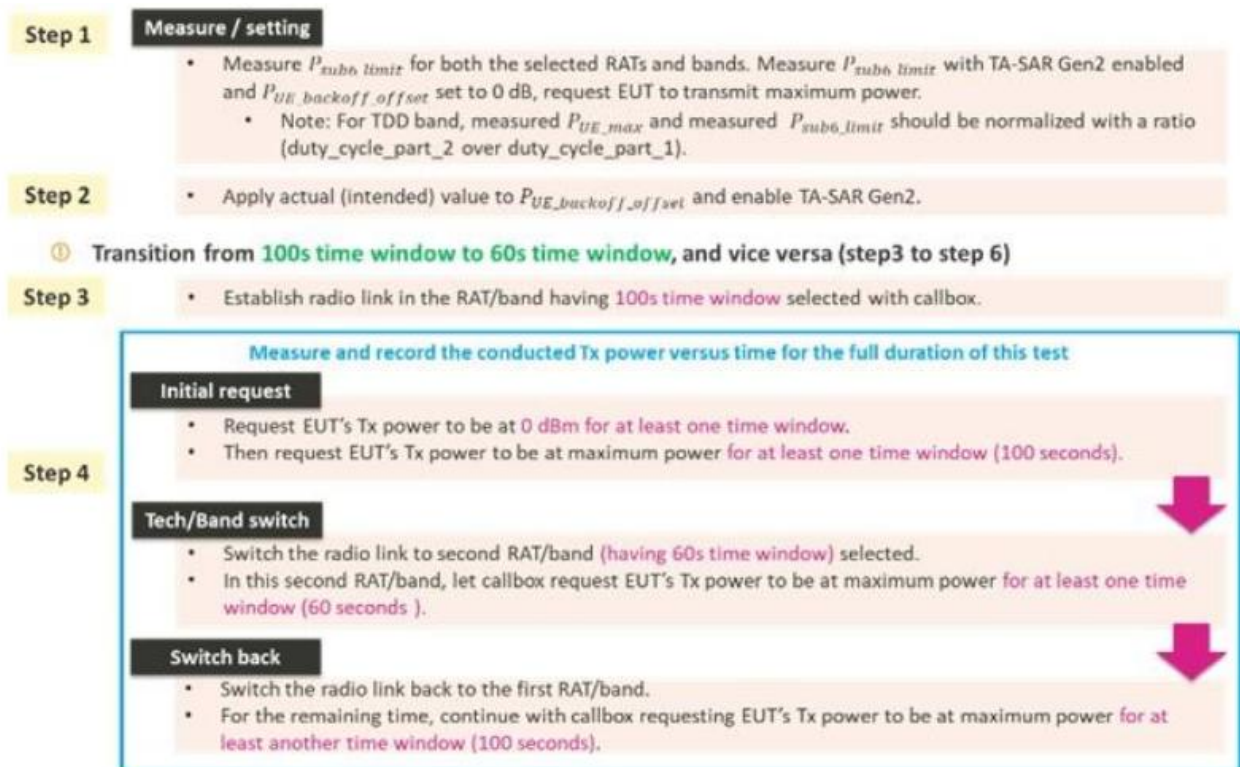 Step 1
Measure / setting
• Measure P_sub6_limit for both the selected RATs and bands. Measure P_sub6_limit with TA-SAR Gen2 enabled
and P_UE_backoff_offset set to 0 dB, request EUT to transmit maximum power.
• Note: For TDD band, measured P_UE_max and measured P_sub6_limit should be normalized with a ratio
(duty_cycle_part_2 over duty_cycle_part_1).
Step 2
• Apply actual (intended) value to P_UE_backoff_offset and enable TA-SAR Gen2.
① Transition from 100s time window to 60s time window, and vice versa (step3 to step 6)
Step 3
• Establish radio link in the RAT/band having 100s time window selected with callbox.
Step 4
Measure and record the conducted Tx power versus time for the full duration of this test
Initial request
• Request EUT's Tx power to be at 0 dBm for at least one time window.
• Then request EUT's Tx power to be at maximum power for at least one time window (100 seconds).
Tech/Band switch
• Switch the radio link to second RAT/band (having 60s time window) selected.
• In this second RAT/band, let callbox request EUT's Tx power to be at maximum power for at least one time
window (60 seconds ).
Switch back
• Switch the radio link back to the first RAT/band.
• For the remaining time, continue with callbox requesting EUT's Tx power to be at maximum power for at
least another time window (100 seconds).